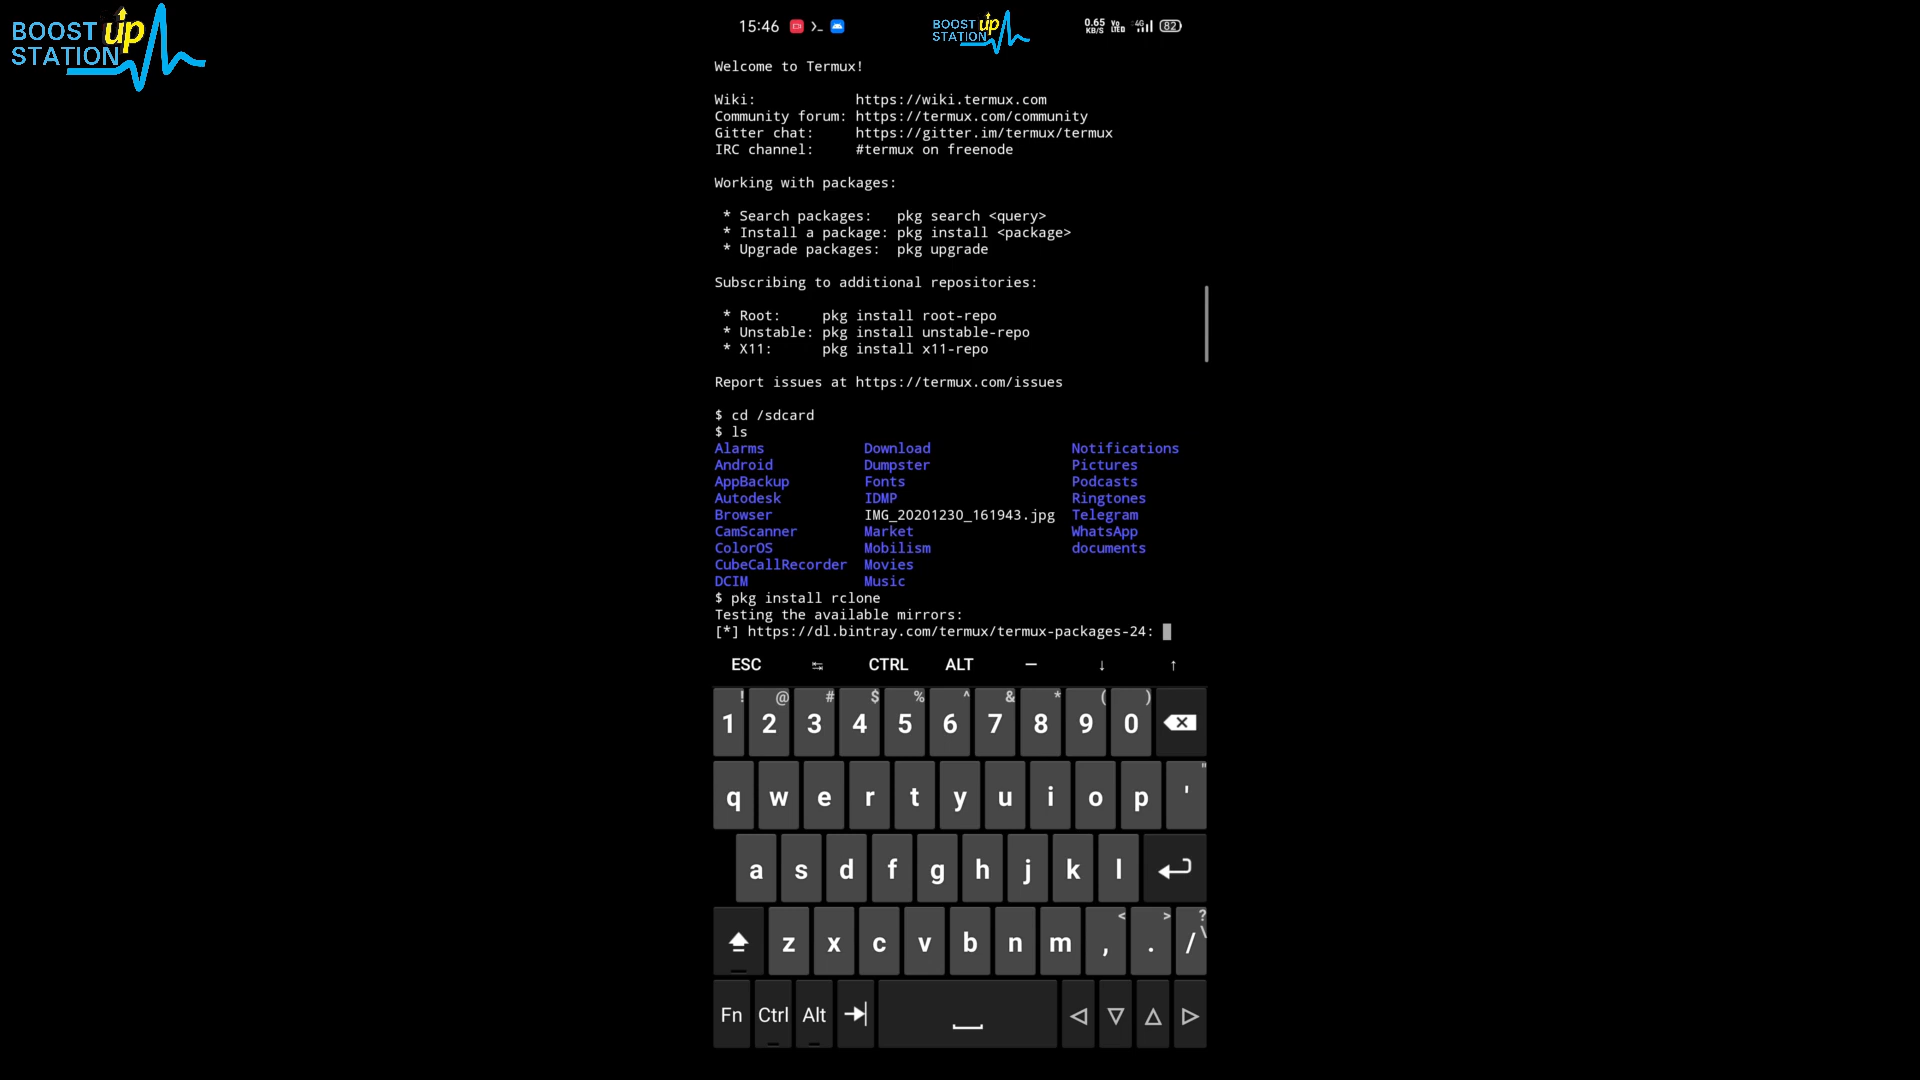 BOOST up
STATION
15:46
BOOST up
STATION
0.65 KB/S Vo LTE 4G 82
Welcome to Termux!
Wiki: https://wiki.termux.com
Community forum: https://termux.com/community
Gitter chat: https://gitter.im/termux/termux
IRC channel: #termux on freenode
Working with packages:
* Search packages: pkg search <query>
* Install a package: pkg install <package>
* Upgrade packages: pkg upgrade
Subscribing to additional repositories:
* Root: pkg install root-repo
* Unstable: pkg install unstable-repo
* X11: pkg install x11-repo
Report issues at https://termux.com/issues
$ cd /sdcard
$ ls
Alarms Download Notifications
Android Dumpster Pictures
AppBackup Fonts Podcasts
Autodesk IDMP Ringtones
Browser IMG_20201230_161943.jpg Telegram
CamScanner Market WhatsApp
ColorOS Mobilism documents
CubeCallRecorder Movies
DCIM Music
$ pkg install rclone
Testing the available mirrors:
[*] https://dl.bintray.com/termux/termux-packages-24:
ESC ↹ CTRL ALT — ↓ ↑
! @ # $ % ^ & * ( )
1 2 3 4 5 6 7 8 9 0
"
q w e r t y u i o p '
a s d f g h j k l
< > ?
z x c v b n m , . / \
Fn Ctrl Alt